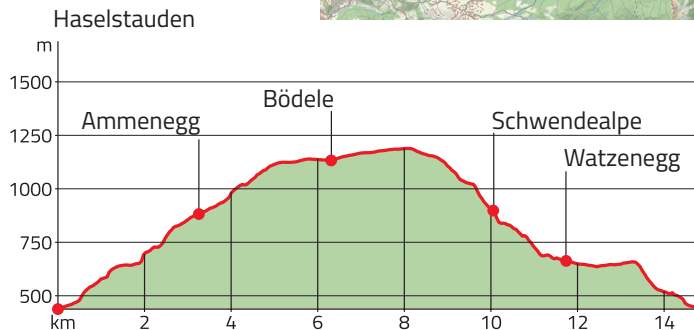 Haselstauden
m
1500
1250
1000
750
500
Ammenegg
Bödele
Schwendealpe
Watzenegg
km 2 4 6 8 10 12 14